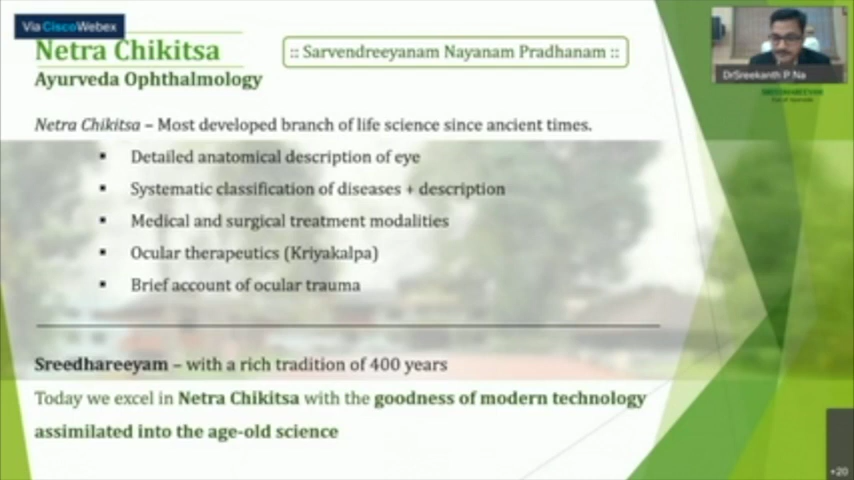 Via Cisco Webex
Netra Chikitsa
:: Sarvendreeyanam Nayanam Pradhanam ::
Ayurveda Ophthalmology
DrSreekanth P Na
Netra Chikitsa – Most developed branch of life science since ancient times.
▪ Detailed anatomical description of eye
▪ Systematic classification of diseases + description
▪ Medical and surgical treatment modalities
▪ Ocular therapeutics (Kriyakalpa)
▪ Brief account of ocular trauma
Sreedhareeyam – with a rich tradition of 400 years
Today we excel in Netra Chikitsa with the goodness of modern technology
assimilated into the age-old science
+20